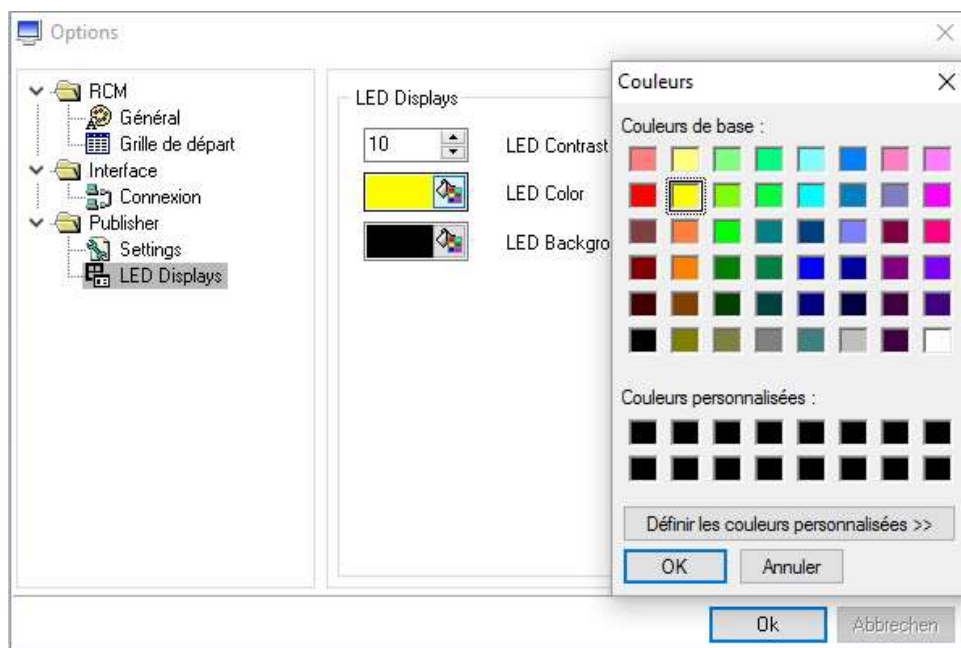 Options
RCM
Général
Grille de départ
Interface
Connexion
Publisher
Settings
LED Displays
LED Displays
10
LED Contrast
LED Color
LED Backgro
Couleurs
Couleurs de base :
Couleurs personnalisées :
Définir les couleurs personnalisées >>
OK
Annuler
Ok
Abbrechen